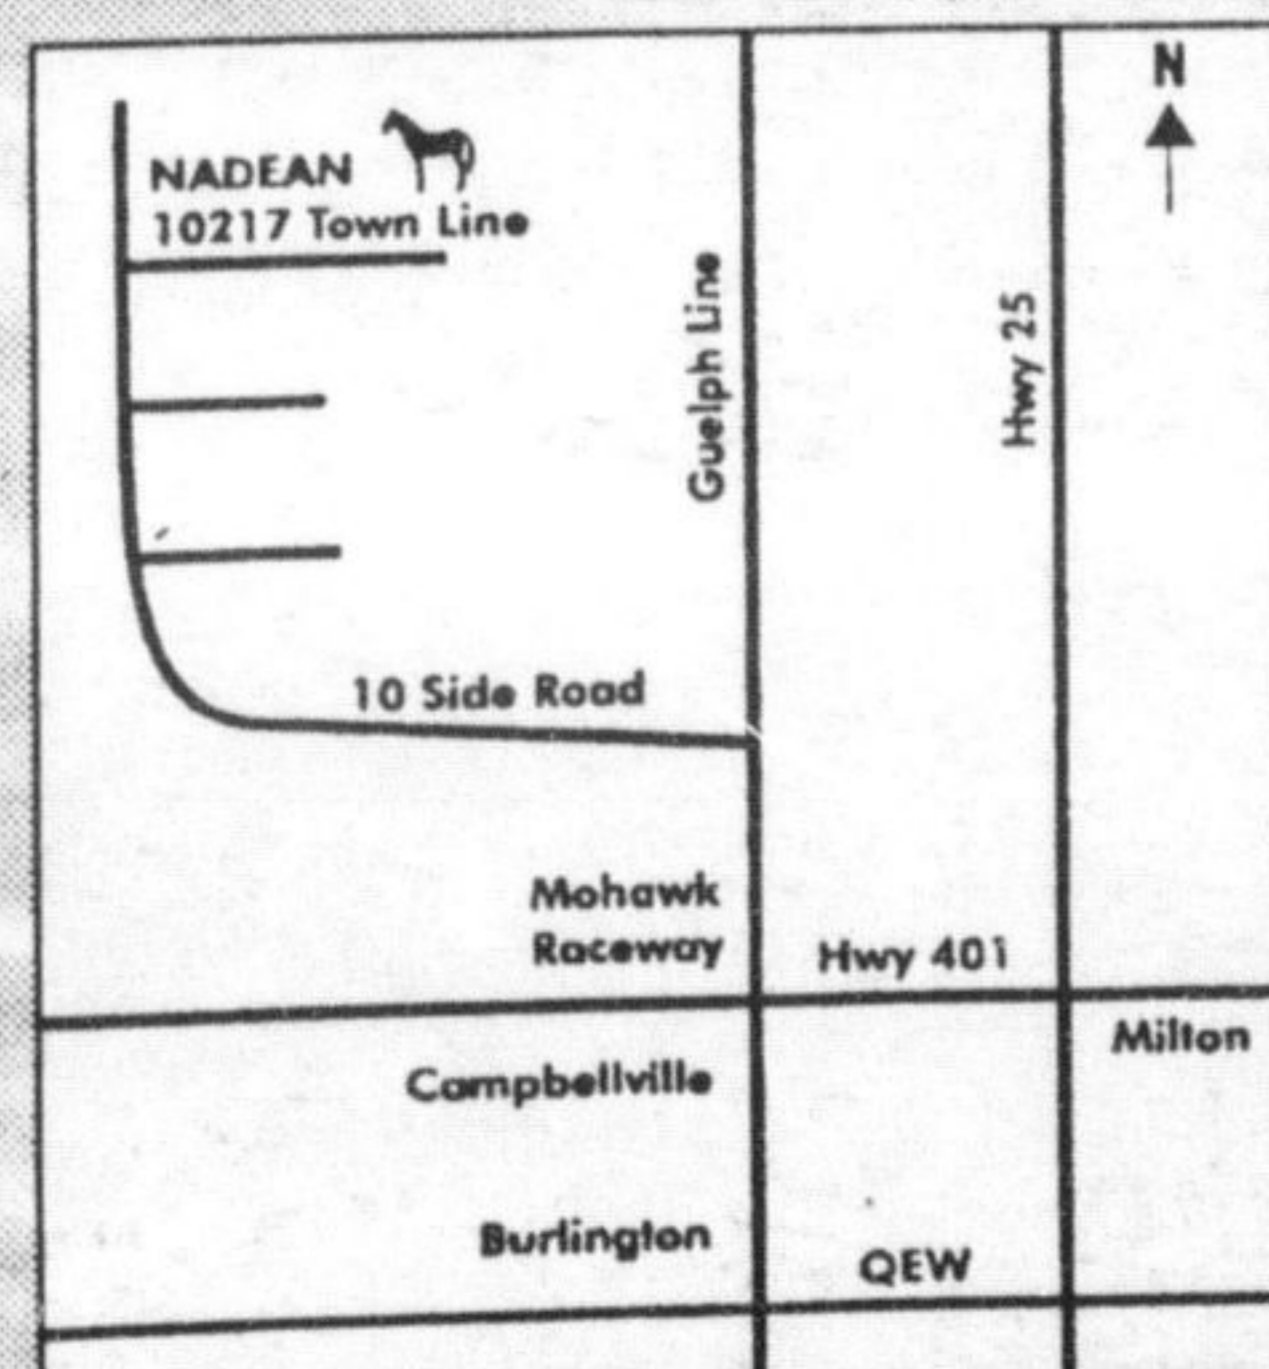 N
NADEAN
10217 Town Line
Guelph Line
Hwy 25
10 Side Road
Mohawk
Raceway
Hwy 401
Milton
Campbellville
Burlington
QEW